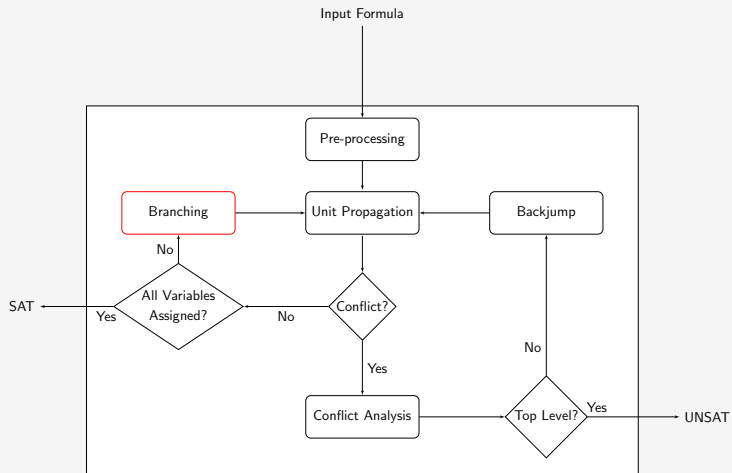 Input Formula
Pre-processing
Branching
Unit Propagation
Backjump
No
All Variables
Assigned?
SAT
Yes
No
Conflict?
Yes
No
Conflict Analysis
Top Level?
Yes
UNSAT